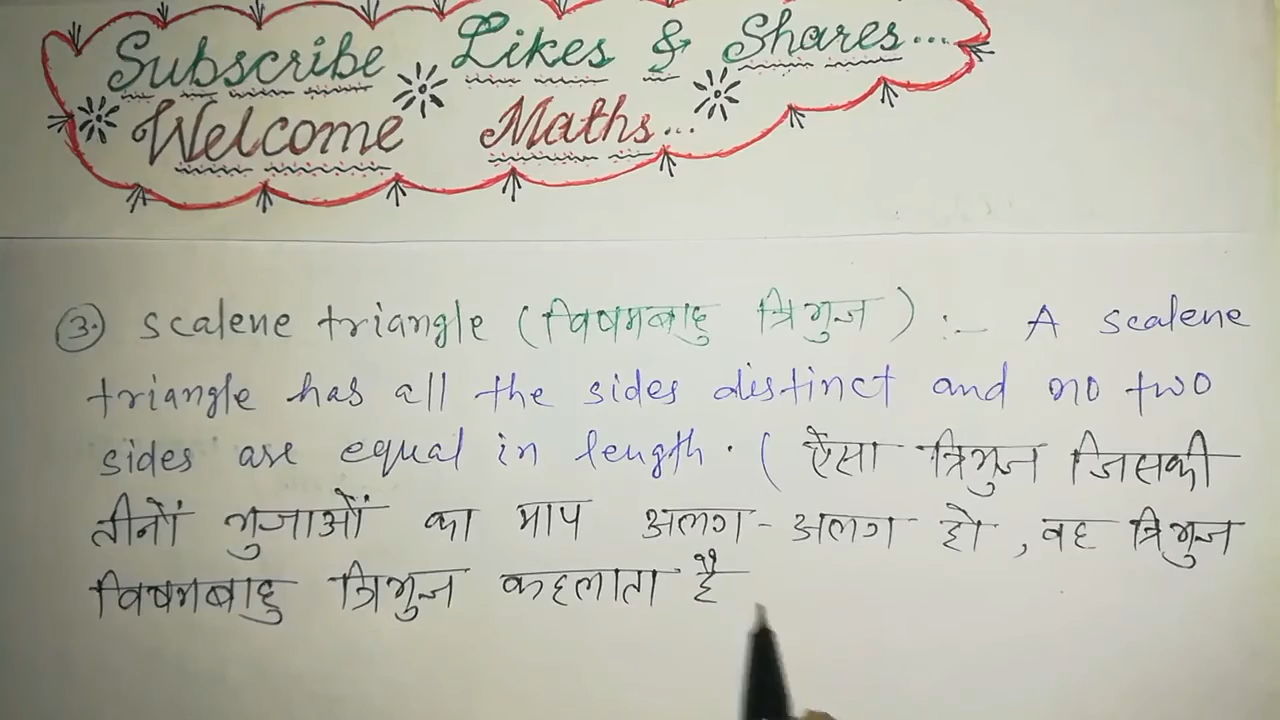 Subscribe Likes & Shares...
Welcome Maths...
③. scalene triangle (विषमबाहु त्रिभुज) :- A scalene
triangle has all the sides distinct and no two
sides are equal in length. (ऐसा त्रिभुज जिसकी
तीनों भुजाओं का माप अलग-अलग हो, वह त्रिभुज
विषमबाहु त्रिभुज कहलाता है